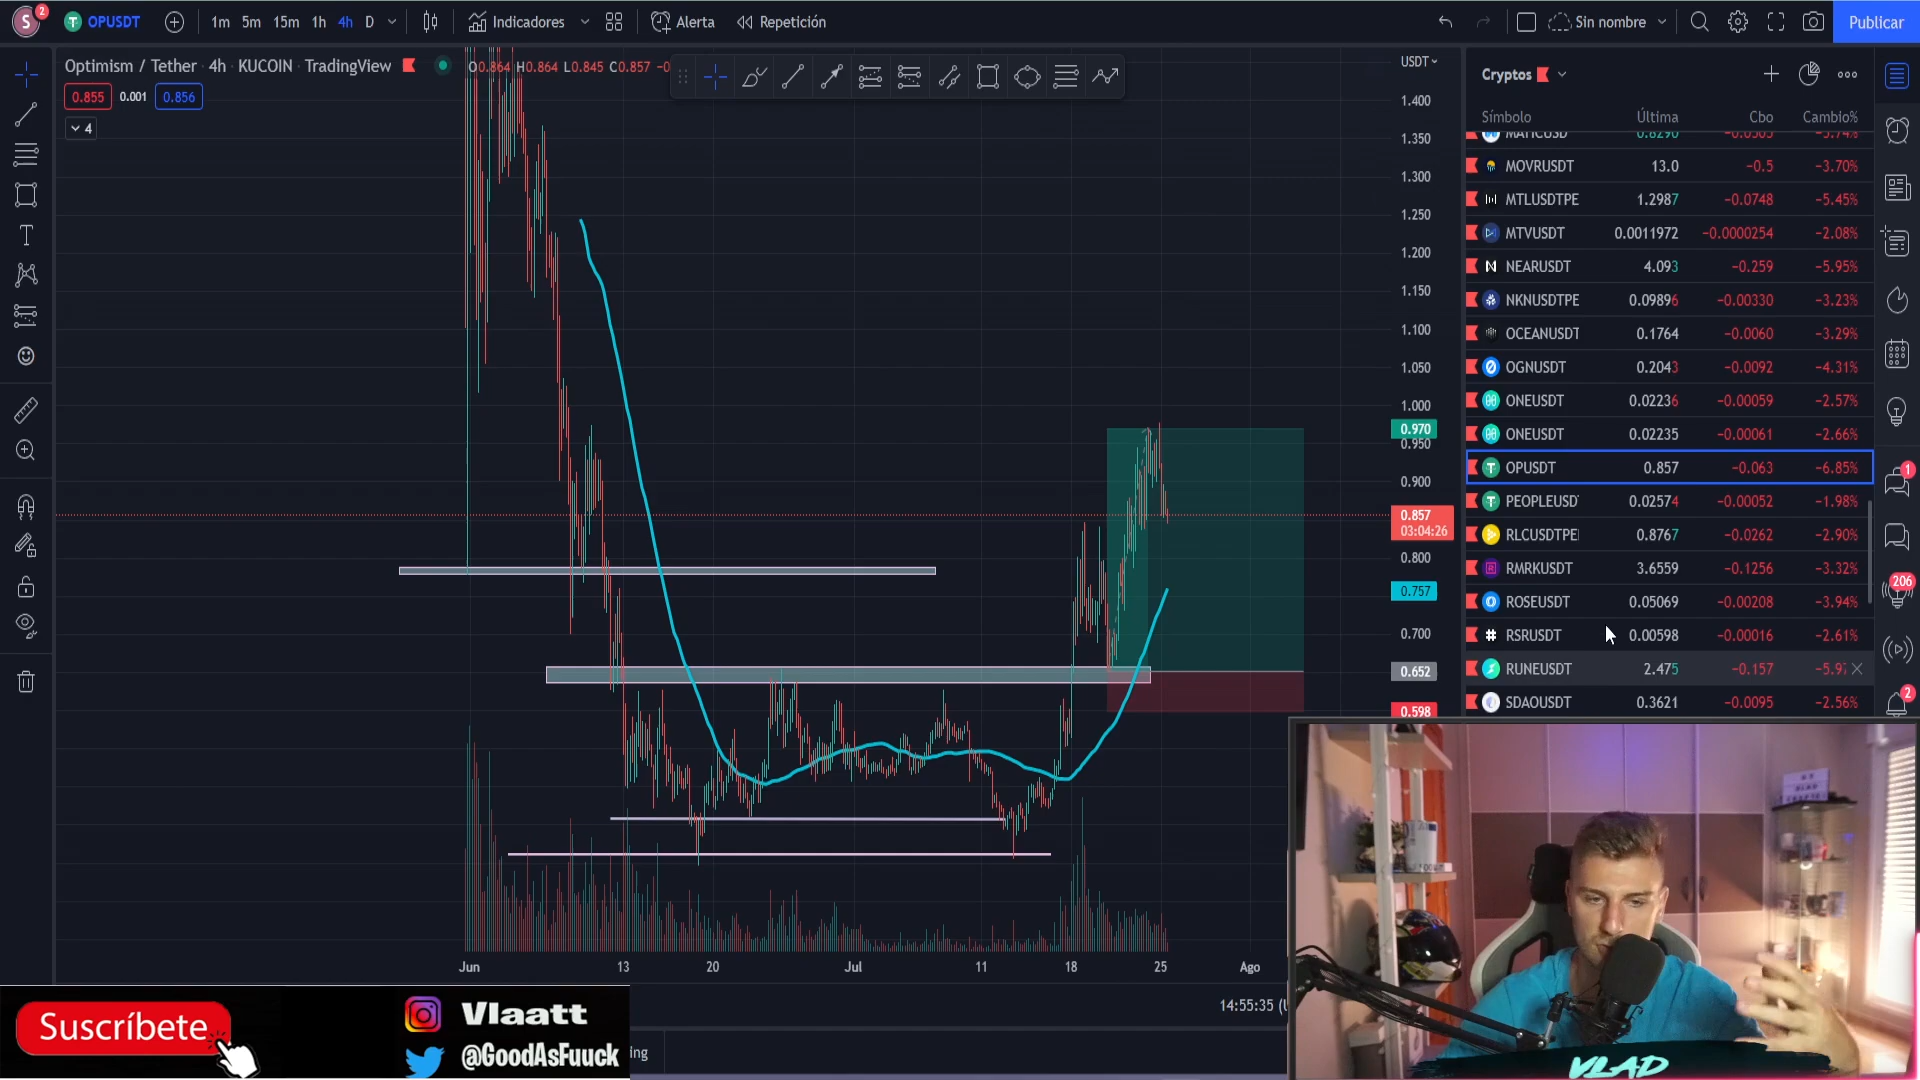 S 2 OPUSDT 1m 5m 15m 1h 4h D Indicadores Alerta Repetición Sin nombre Publicar
Optimism / Tether 4h KUCOIN TradingView O0.864 H0.864 L0.845 C0.857 −0
0.855 0.001 0.856
4
USDT
1.400
1.350
1.300
1.250
1.200
1.150
1.100
1.050
1.000
0.970
0.950
0.900
0.857
03:04:26
0.800
0.757
0.700
0.652
0.598
Jun 13 20 Jul 11 18 25 Ago
14:55:35 (U
Cryptos
Símbolo Última Cbo Cambio%
MATICUSD 0.8290 −0.0505 −5.74%
MOVRUSDT 13.0 −0.5 −3.70%
MTLUSDTPE 1.2987 −0.0748 −5.45%
MTVUSDT 0.0011972 −0.0000254 −2.08%
NEARUSDT 4.093 −0.259 −5.95%
NKNUSDTPE 0.09896 −0.00330 −3.23%
OCEANUSDT 0.1764 −0.0060 −3.29%
OGNUSDT 0.2043 −0.0092 −4.31%
ONEUSDT 0.02236 −0.00059 −2.57%
ONEUSDT 0.02235 −0.00061 −2.66%
OPUSDT 0.857 −0.063 −6.85%
PEOPLEUSD 0.02574 −0.00052 −1.98%
RLCUSDTPE 0.8767 −0.0262 −2.90%
RMRKUSDT 3.6559 −0.1256 −3.32%
ROSEUSDT 0.05069 −0.00208 −3.94%
RSRUSDT 0.00598 −0.00016 −2.61%
RUNEUSDT 2.475 −0.157 −5.97
SDAOUSDT 0.3621 −0.0095 −2.56%
1
206
2
Suscríbete
Vlaatt
@GoodAsFuuck
ing
VLAD